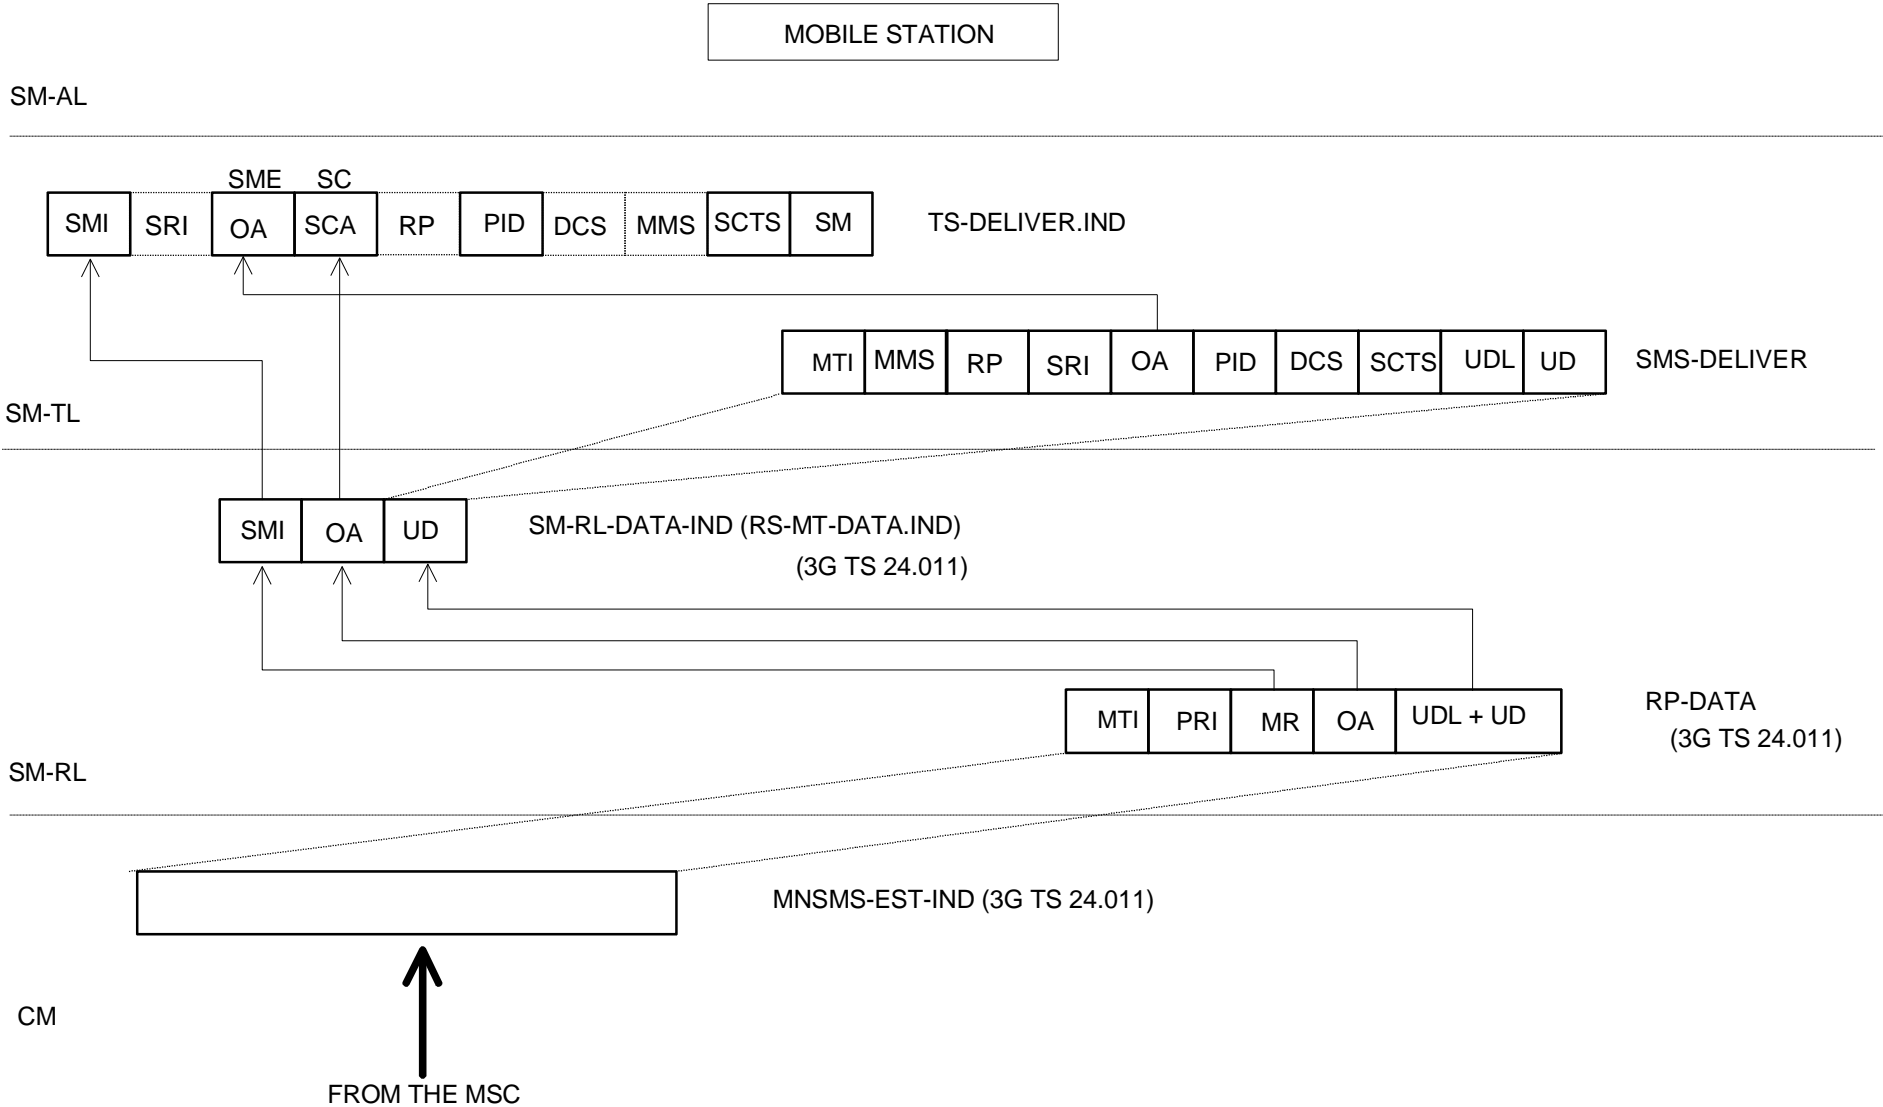 MOBILE STATION
SM-AL
SME SC
SMI SRI OA SCA RP PID DCS MMS SCTS SM TS-DELIVER.IND
MTI MMS RP SRI OA PID DCS SCTS UDL UD SMS-DELIVER
SM-TL
SMI OA UD SM-RL-DATA-IND (RS-MT-DATA.IND)
(3G TS 24.011)
MTI PRI MR OA UDL + UD RP-DATA
(3G TS 24.011)
SM-RL
MNSMS-EST-IND (3G TS 24.011)
CM
FROM THE MSC